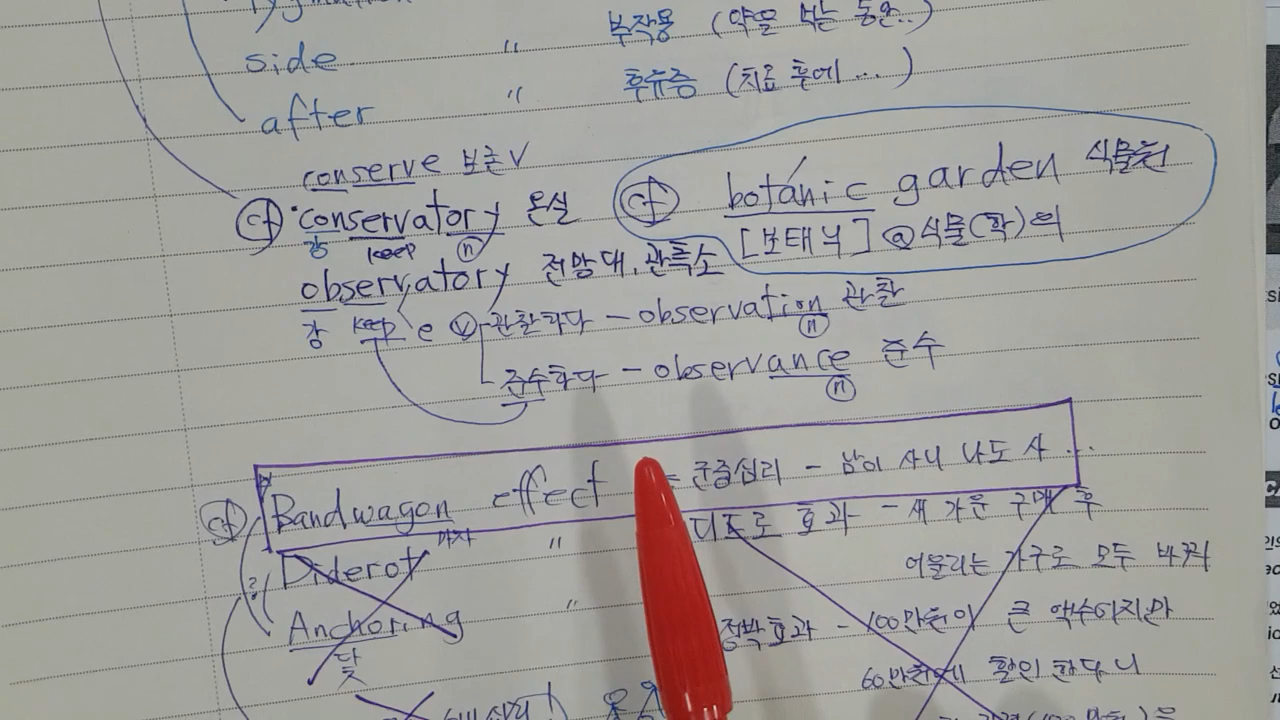 side 〃 부작용 (약을 먹는 동안..)
after 〃 후유증 (치료 후에...)
conserve 보존 v
cf) conservatory 온실
강 keep n
cf) botanic garden 식물원
[보태닉] a 식물(학)의
observatory 전망대, 관측소
강 keep e v 관찰하다 - observation 관찰
n
준수하다 - observance 준수
n
cf) Bandwagon effect = 군중심리 - 남이 사니 나도 사...
마차
Diderot 〃 디드로 효과 - 새 가운 구매 후
어울리는 가구로 모두 바꿔
Anchoring 〃 정박효과 - 100만원이 큰 액수이지만
닻
60만원에 할인한다니